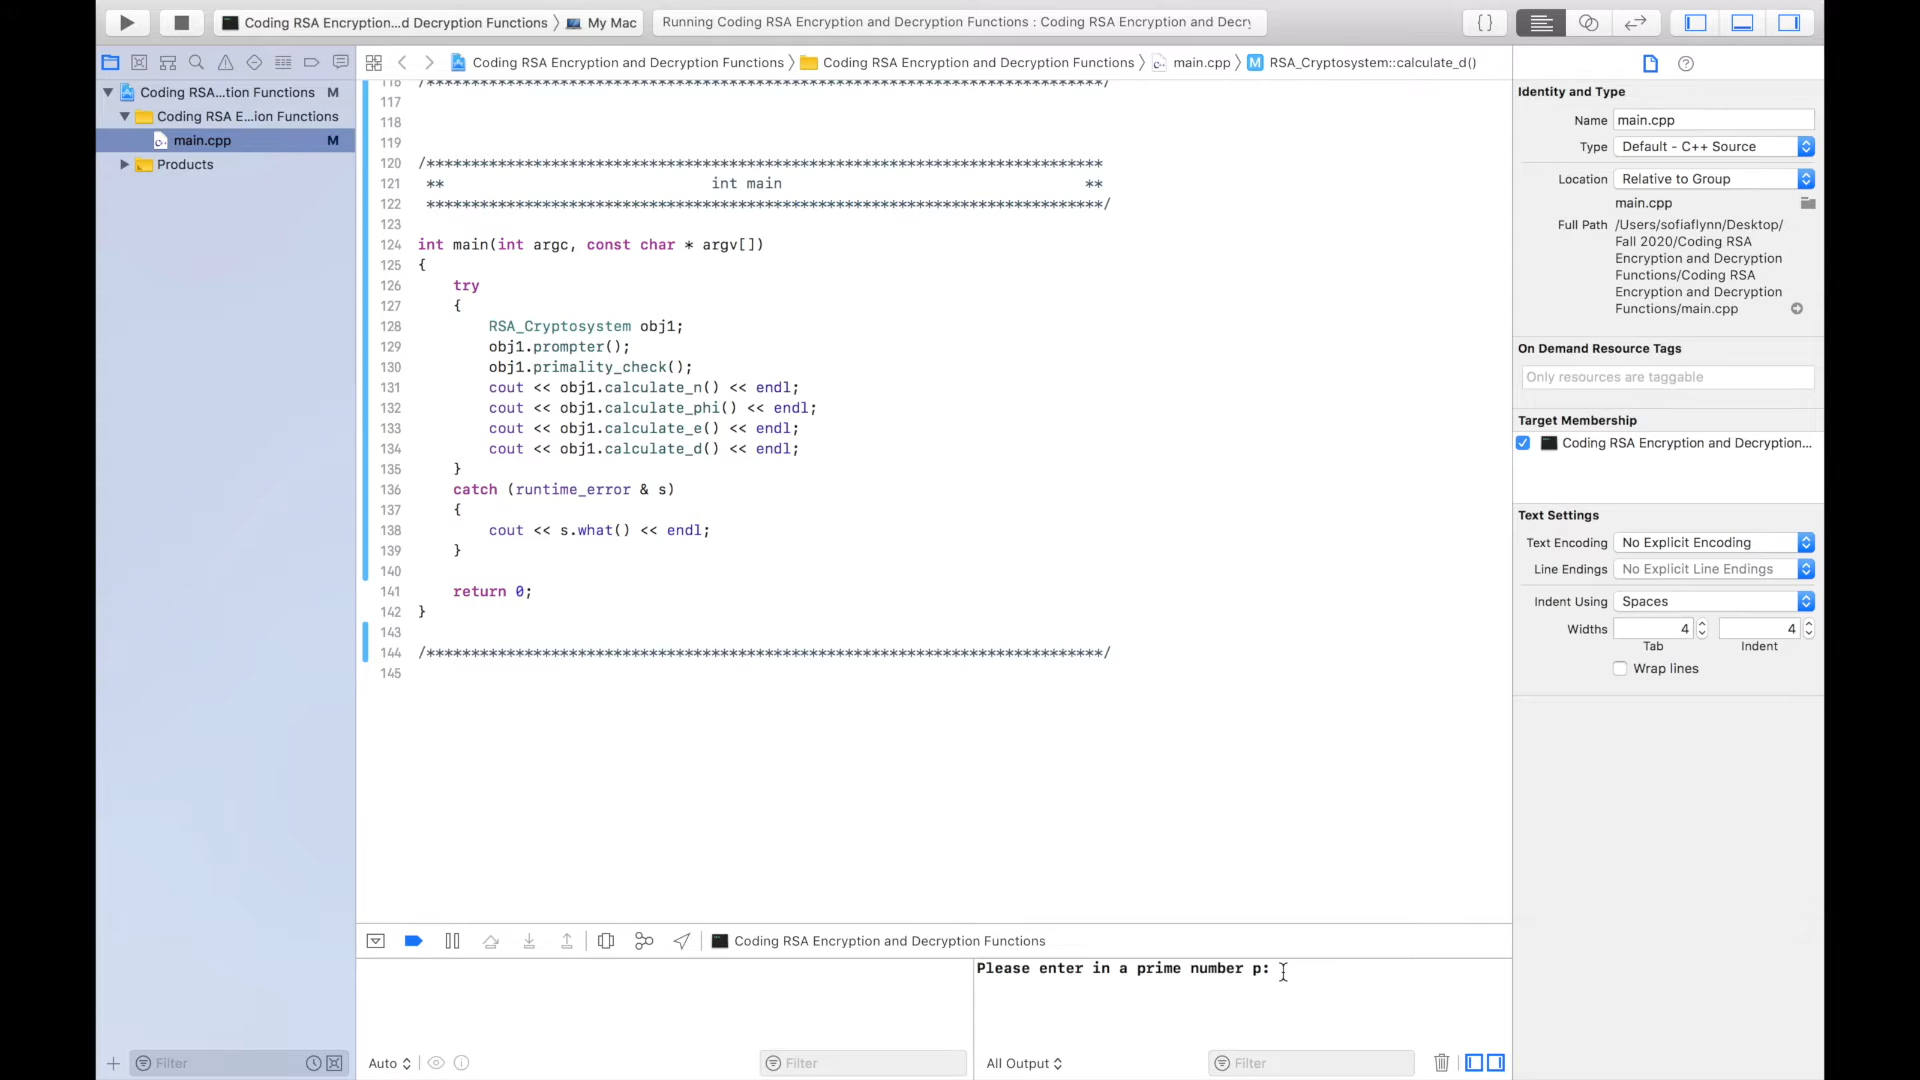 Coding RSA Encryption...d Decryption Functions 〉 My Mac
Running Coding RSA Encryption and Decryption Functions : Coding RSA Encryption and Decry
{ }
Coding RSA Encryption and Decryption Functions 〉 Coding RSA Encryption and Decryption Functions 〉 main.cpp 〉 M RSA_Cryptosystem::calculate_d()
Coding RSA...tion Functions M
Coding RSA E...ion Functions
main.cpp M
Products
116 /****************************************************************************/
117
118
119
120 /****************************************************************************
121 ** int main **
122 ****************************************************************************/
123
124 int main(int argc, const char * argv[])
125 {
126 try
127 {
128 RSA_Cryptosystem obj1;
129 obj1.prompter();
130 obj1.primality_check();
131 cout << obj1.calculate_n() << endl;
132 cout << obj1.calculate_phi() << endl;
133 cout << obj1.calculate_e() << endl;
134 cout << obj1.calculate_d() << endl;
135 }
136 catch (runtime_error & s)
137 {
138 cout << s.what() << endl;
139 }
140
141 return 0;
142 }
143
144 /****************************************************************************/
145
Identity and Type
Name main.cpp
Type Default - C++ Source
Location Relative to Group
main.cpp
Full Path /Users/sofiaflynn/Desktop/
Fall 2020/Coding RSA
Encryption and Decryption
Functions/Coding RSA
Encryption and Decryption
Functions/main.cpp
On Demand Resource Tags
Only resources are taggable
Target Membership
Coding RSA Encryption and Decryption...
Text Settings
Text Encoding No Explicit Encoding
Line Endings No Explicit Line Endings
Indent Using Spaces
Widths 4 4
Tab Indent
Wrap lines
Coding RSA Encryption and Decryption Functions
Please enter in a prime number p:
Filter
Auto
Filter
All Output
Filter